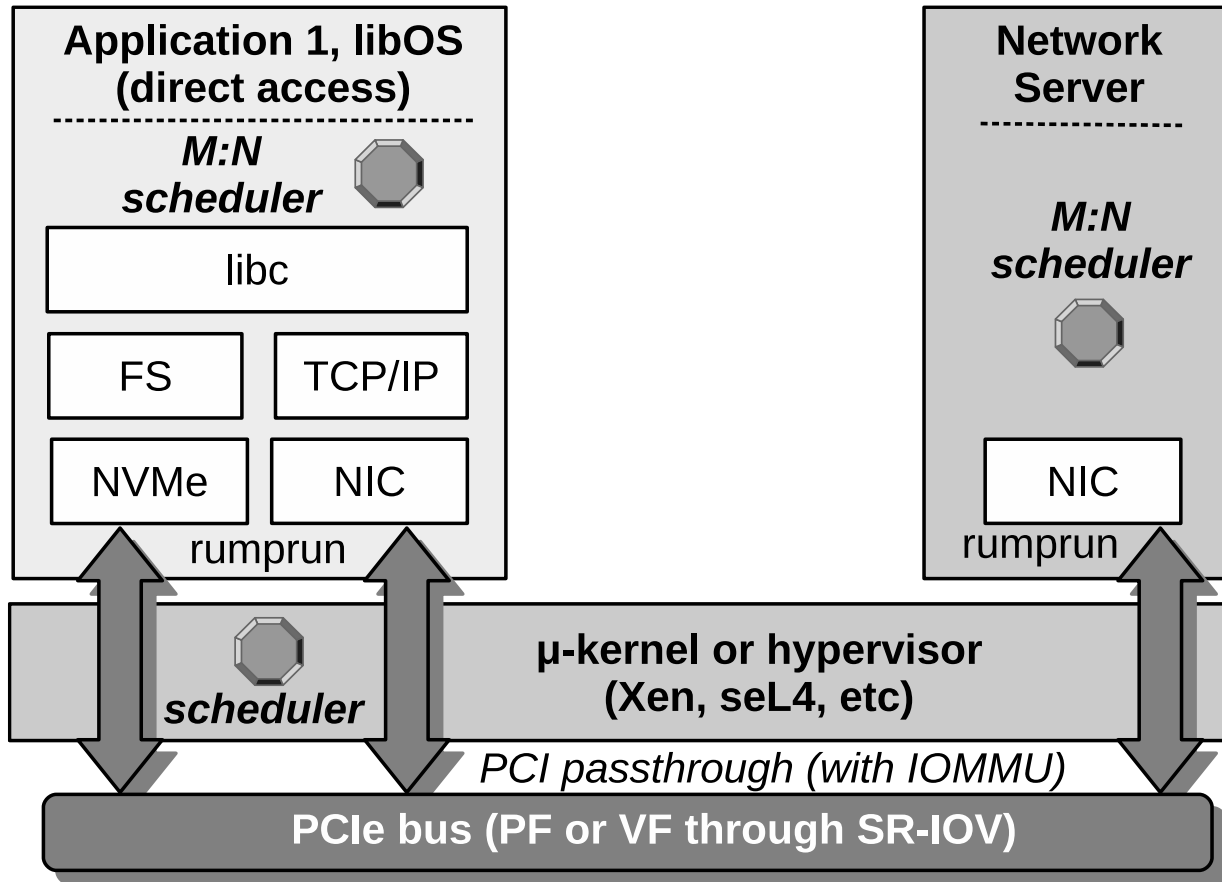 Application 1, libOS
(direct access)
M:N
scheduler
libc
FS
TCP/IP
NVMe
NIC
rumprun
Network
Server
M:N
scheduler
NIC
rumprun
scheduler
µ-kernel or hypervisor
(Xen, seL4, etc)
PCI passthrough (with IOMMU)
PCIe bus (PF or VF through SR-IOV)